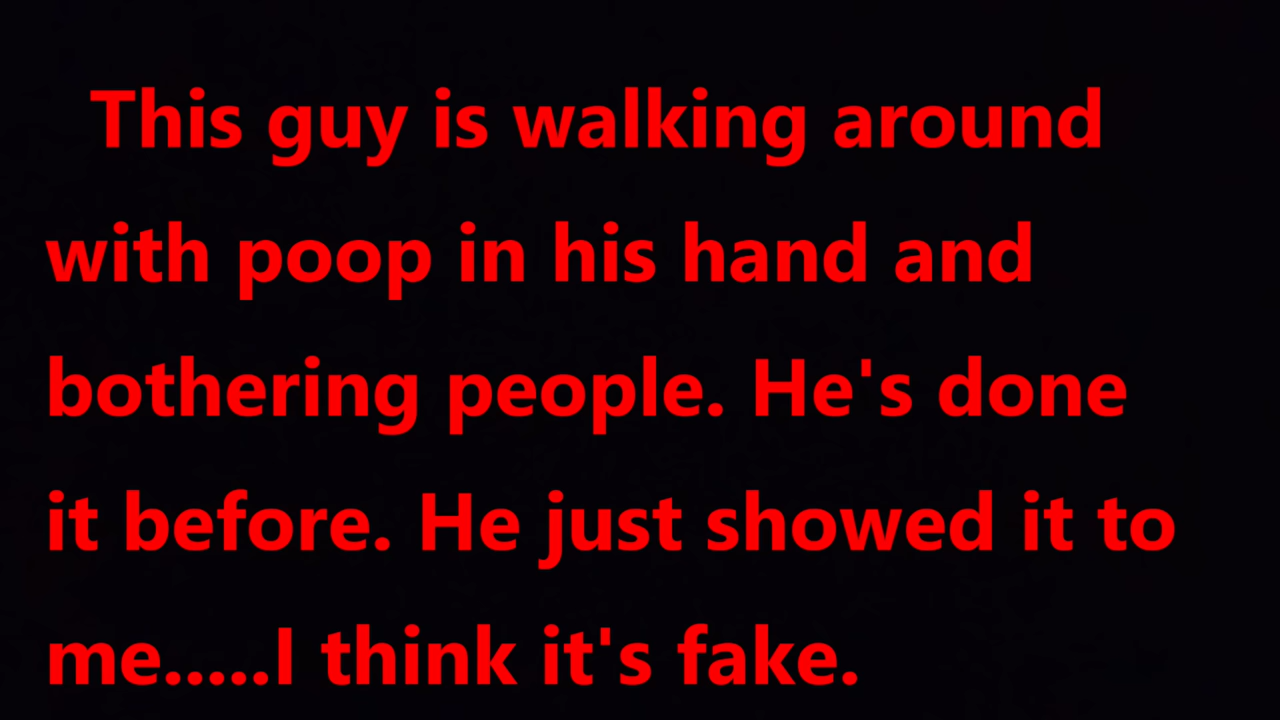 This guy is walking around
with poop in his hand and
bothering people. He's done
it before. He just showed it to
me.....I think it's fake.